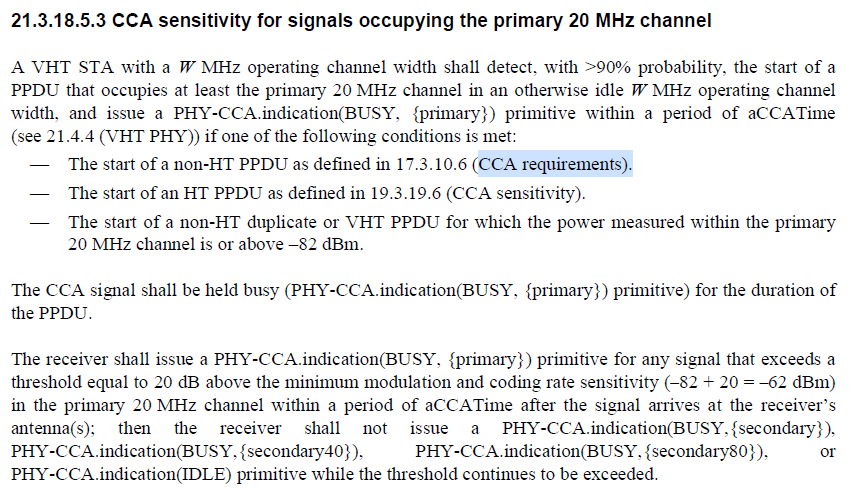 21.3.18.5.3 CCA sensitivity for signals occupying the primary 20 MHz channel
A VHT STA with a W MHz operating channel width shall detect, with >90% probability, the start of a
PPDU that occupies at least the primary 20 MHz channel in an otherwise idle W MHz operating channel
width, and issue a PHY-CCA.indication(BUSY, {primary}) primitive within a period of aCCATime
(see 21.4.4 (VHT PHY)) if one of the following conditions is met:
— The start of a non-HT PPDU as defined in 17.3.10.6 (CCA requirements).
— The start of an HT PPDU as defined in 19.3.19.6 (CCA sensitivity).
— The start of a non-HT duplicate or VHT PPDU for which the power measured within the primary
20 MHz channel is or above –82 dBm.
The CCA signal shall be held busy (PHY-CCA.indication(BUSY, {primary}) primitive) for the duration of
the PPDU.
The receiver shall issue a PHY-CCA.indication(BUSY, {primary}) primitive for any signal that exceeds a
threshold equal to 20 dB above the minimum modulation and coding rate sensitivity (–82 + 20 = –62 dBm)
in the primary 20 MHz channel within a period of aCCATime after the signal arrives at the receiver’s
antenna(s); then the receiver shall not issue a PHY-CCA.indication(BUSY,{secondary}),
PHY-CCA.indication(BUSY,{secondary40}), PHY-CCA.indication(BUSY,{secondary80}), or
PHY-CCA.indication(IDLE) primitive while the threshold continues to be exceeded.